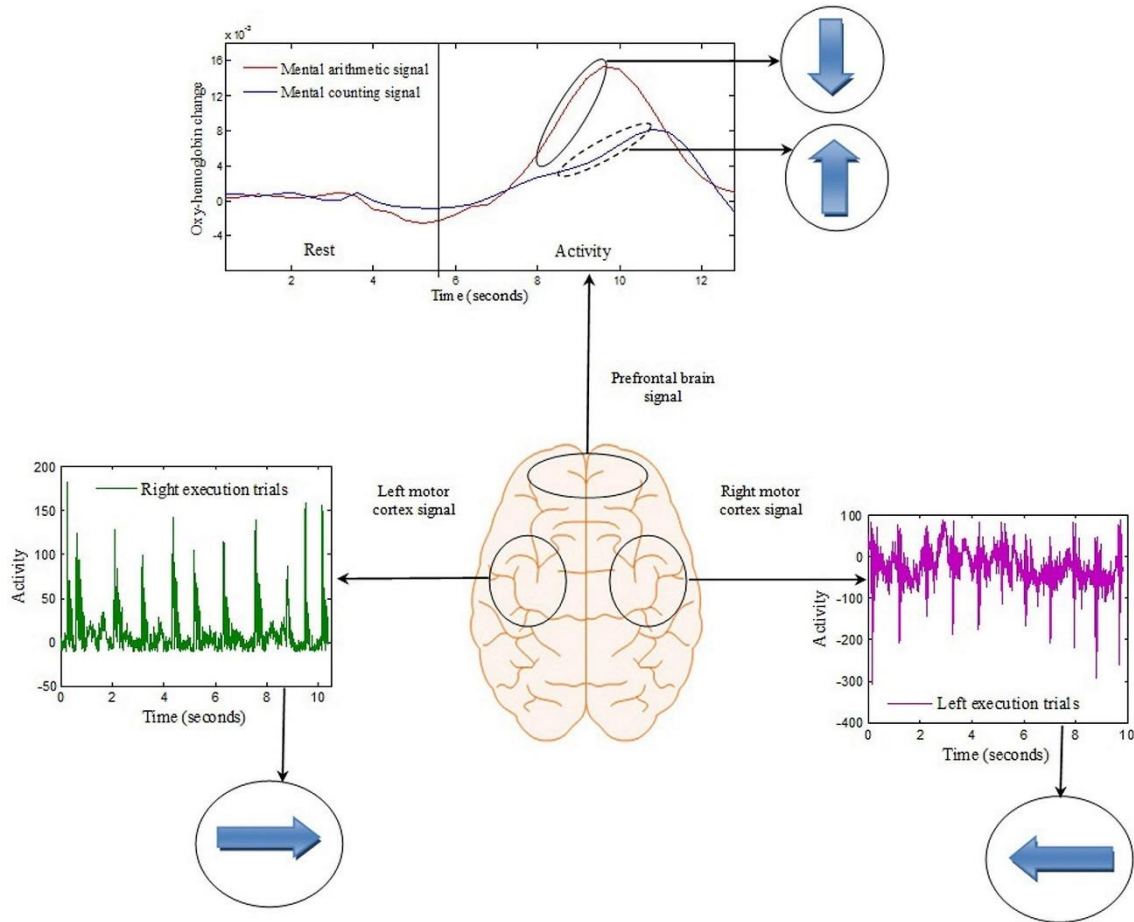 x 10⁻³
16
12
8
4
0
-4
Oxy-hemoglobin change
Mental arithmetic signal
Mental counting signal
Rest
Activity
2
4
6
8
10
12
Time (seconds)
Prefrontal brain
signal
Left motor
cortex signal
Right motor
cortex signal
200
150
100
50
0
-50
Activity
Right execution trials
0
2
4
6
8
10
Time (seconds)
100
0
-100
-200
-300
-400
Activity
Left execution trials
0
2
4
6
8
10
Time (seconds)